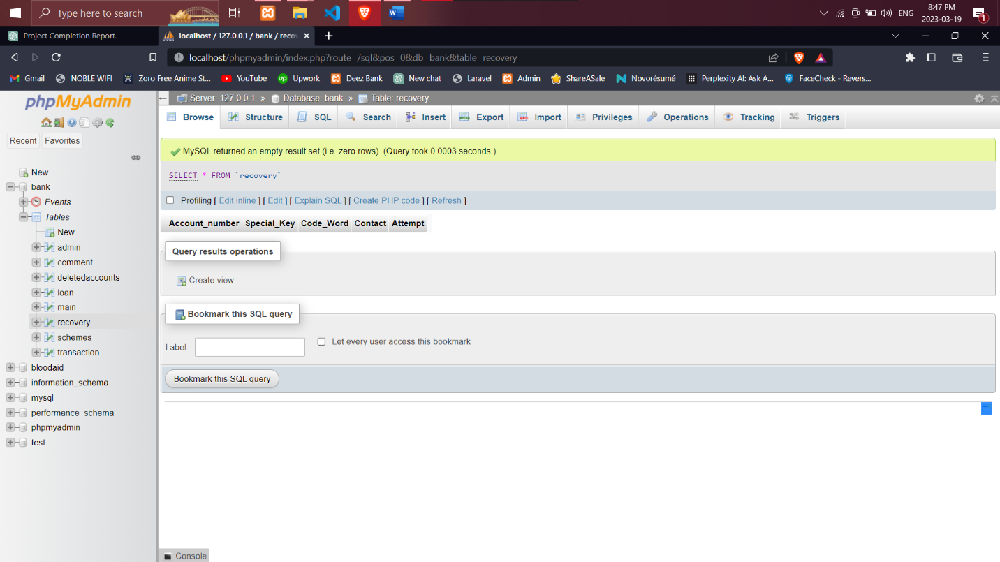 Type here to search
ENG
8:47 PM
2023-03-19
1
Project Completion Report.
localhost / 127.0.0.1 / bank / reco
localhost/phpmyadmin/index.php?route=/sql&pos=0&db=bank&table=recovery
Gmail
NOBLE WIFI
Zoro Free Anime St...
YouTube
Upwork
Deez Bank
New chat
Laravel
Admin
ShareASale
Novorésumé
Perplexity AI: Ask A...
FaceCheck - Revers...
phpMyAdmin
Recent
Favorites
New
bank
Events
Tables
New
admin
comment
deletedaccounts
loan
main
recovery
schemes
transaction
bloodaid
information_schema
mysql
performance_schema
phpmyadmin
test
Server: 127.0.0.1 » Database: bank » Table: recovery
Browse
Structure
SQL
Search
Insert
Export
Import
Privileges
Operations
Tracking
Triggers
MySQL returned an empty result set (i.e. zero rows). (Query took 0.0003 seconds.)
SELECT * FROM `recovery`
Profiling [ Edit inline ] [ Edit ] [ Explain SQL ] [ Create PHP code ] [ Refresh ]
Account_number Special_Key Code_Word Contact Attempt
Query results operations
Create view
Bookmark this SQL query
Label:
Let every user access this bookmark
Bookmark this SQL query
Console